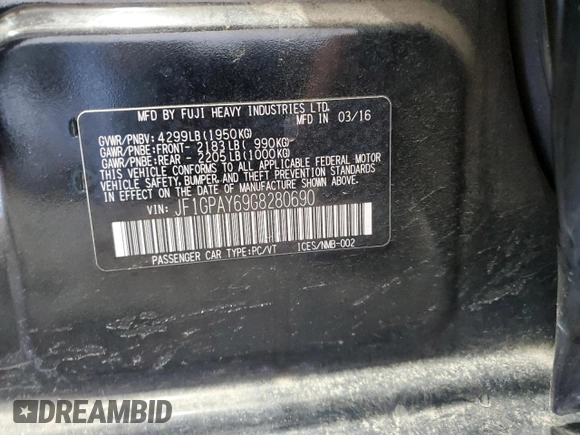 MFD BY FUJI HEAVY INDUSTRIES LTD.
MFD IN 03/16
GVWR/PNBV: 4299LB(1950KG)
GAWR/PNBE:FRONT- 2183LB( 990KG)
GAWR/PNBE:REAR - 2205LB(1000KG)
THIS VEHICLE CONFORMS TO ALL APPLICABLE FEDERAL MOTOR
VEHICLE SAFETY, BUMPER, AND THEFT PREVENTION STANDARDS
IN EFFECT ON THE DATE OF MANUFACTURE SHOWN ABOVE.
VIN: JF1GPAY69G8280690
PASSENGER CAR TYPE:PC/VT ICES/NMB-002
DREAMBID